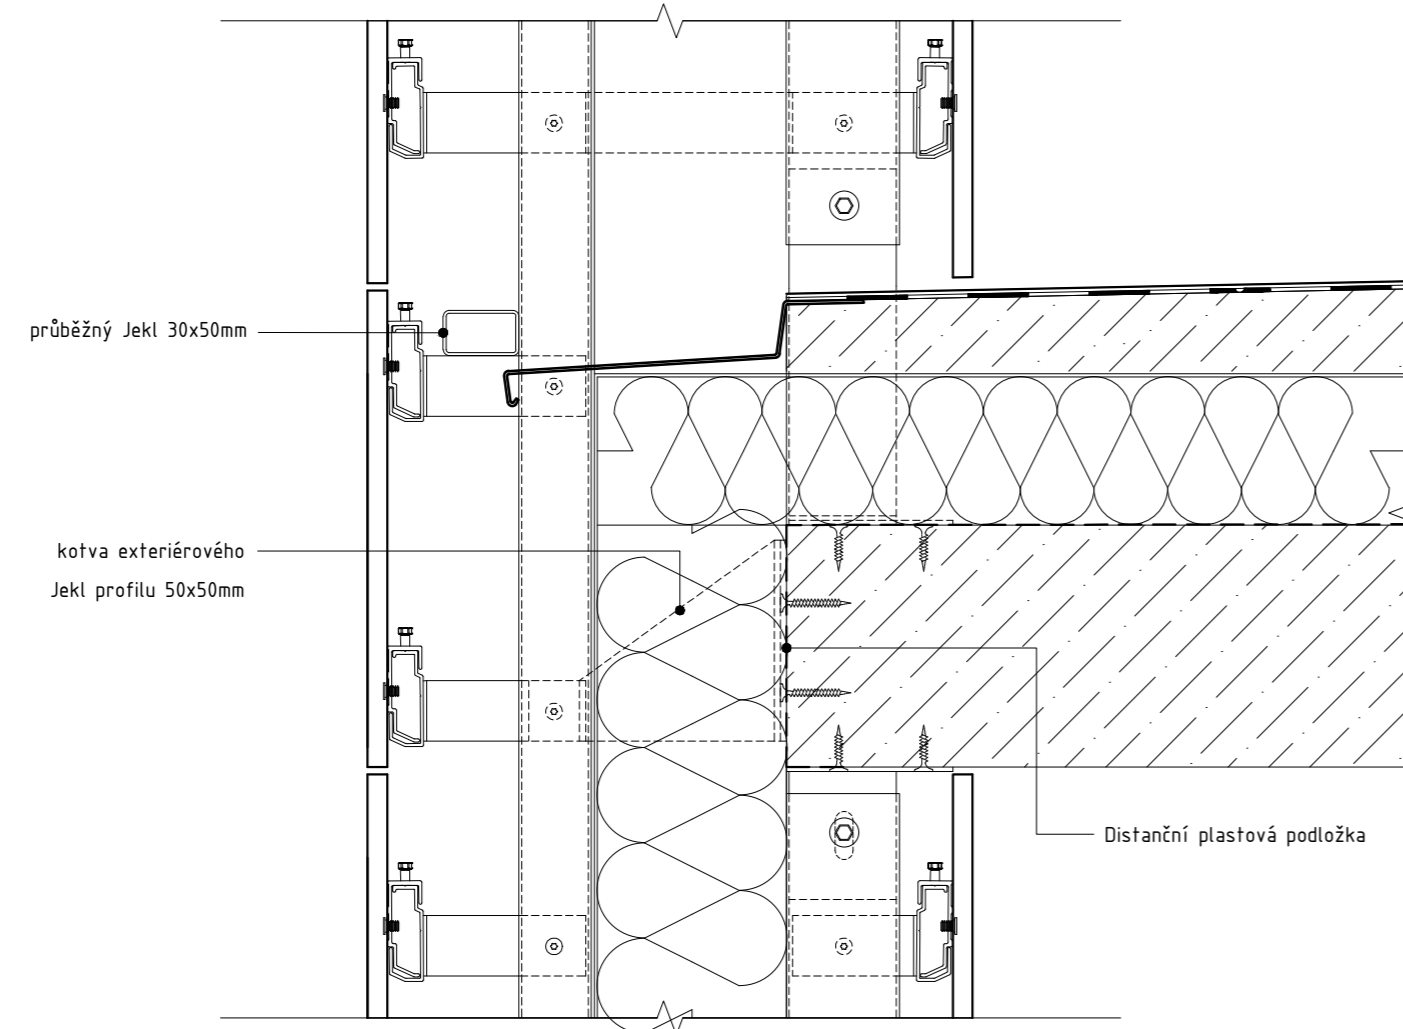 průběžný Jekl 30x50mm
kotva exteriérového
Jekl profilu 50x50mm
Distanční plastová podložka